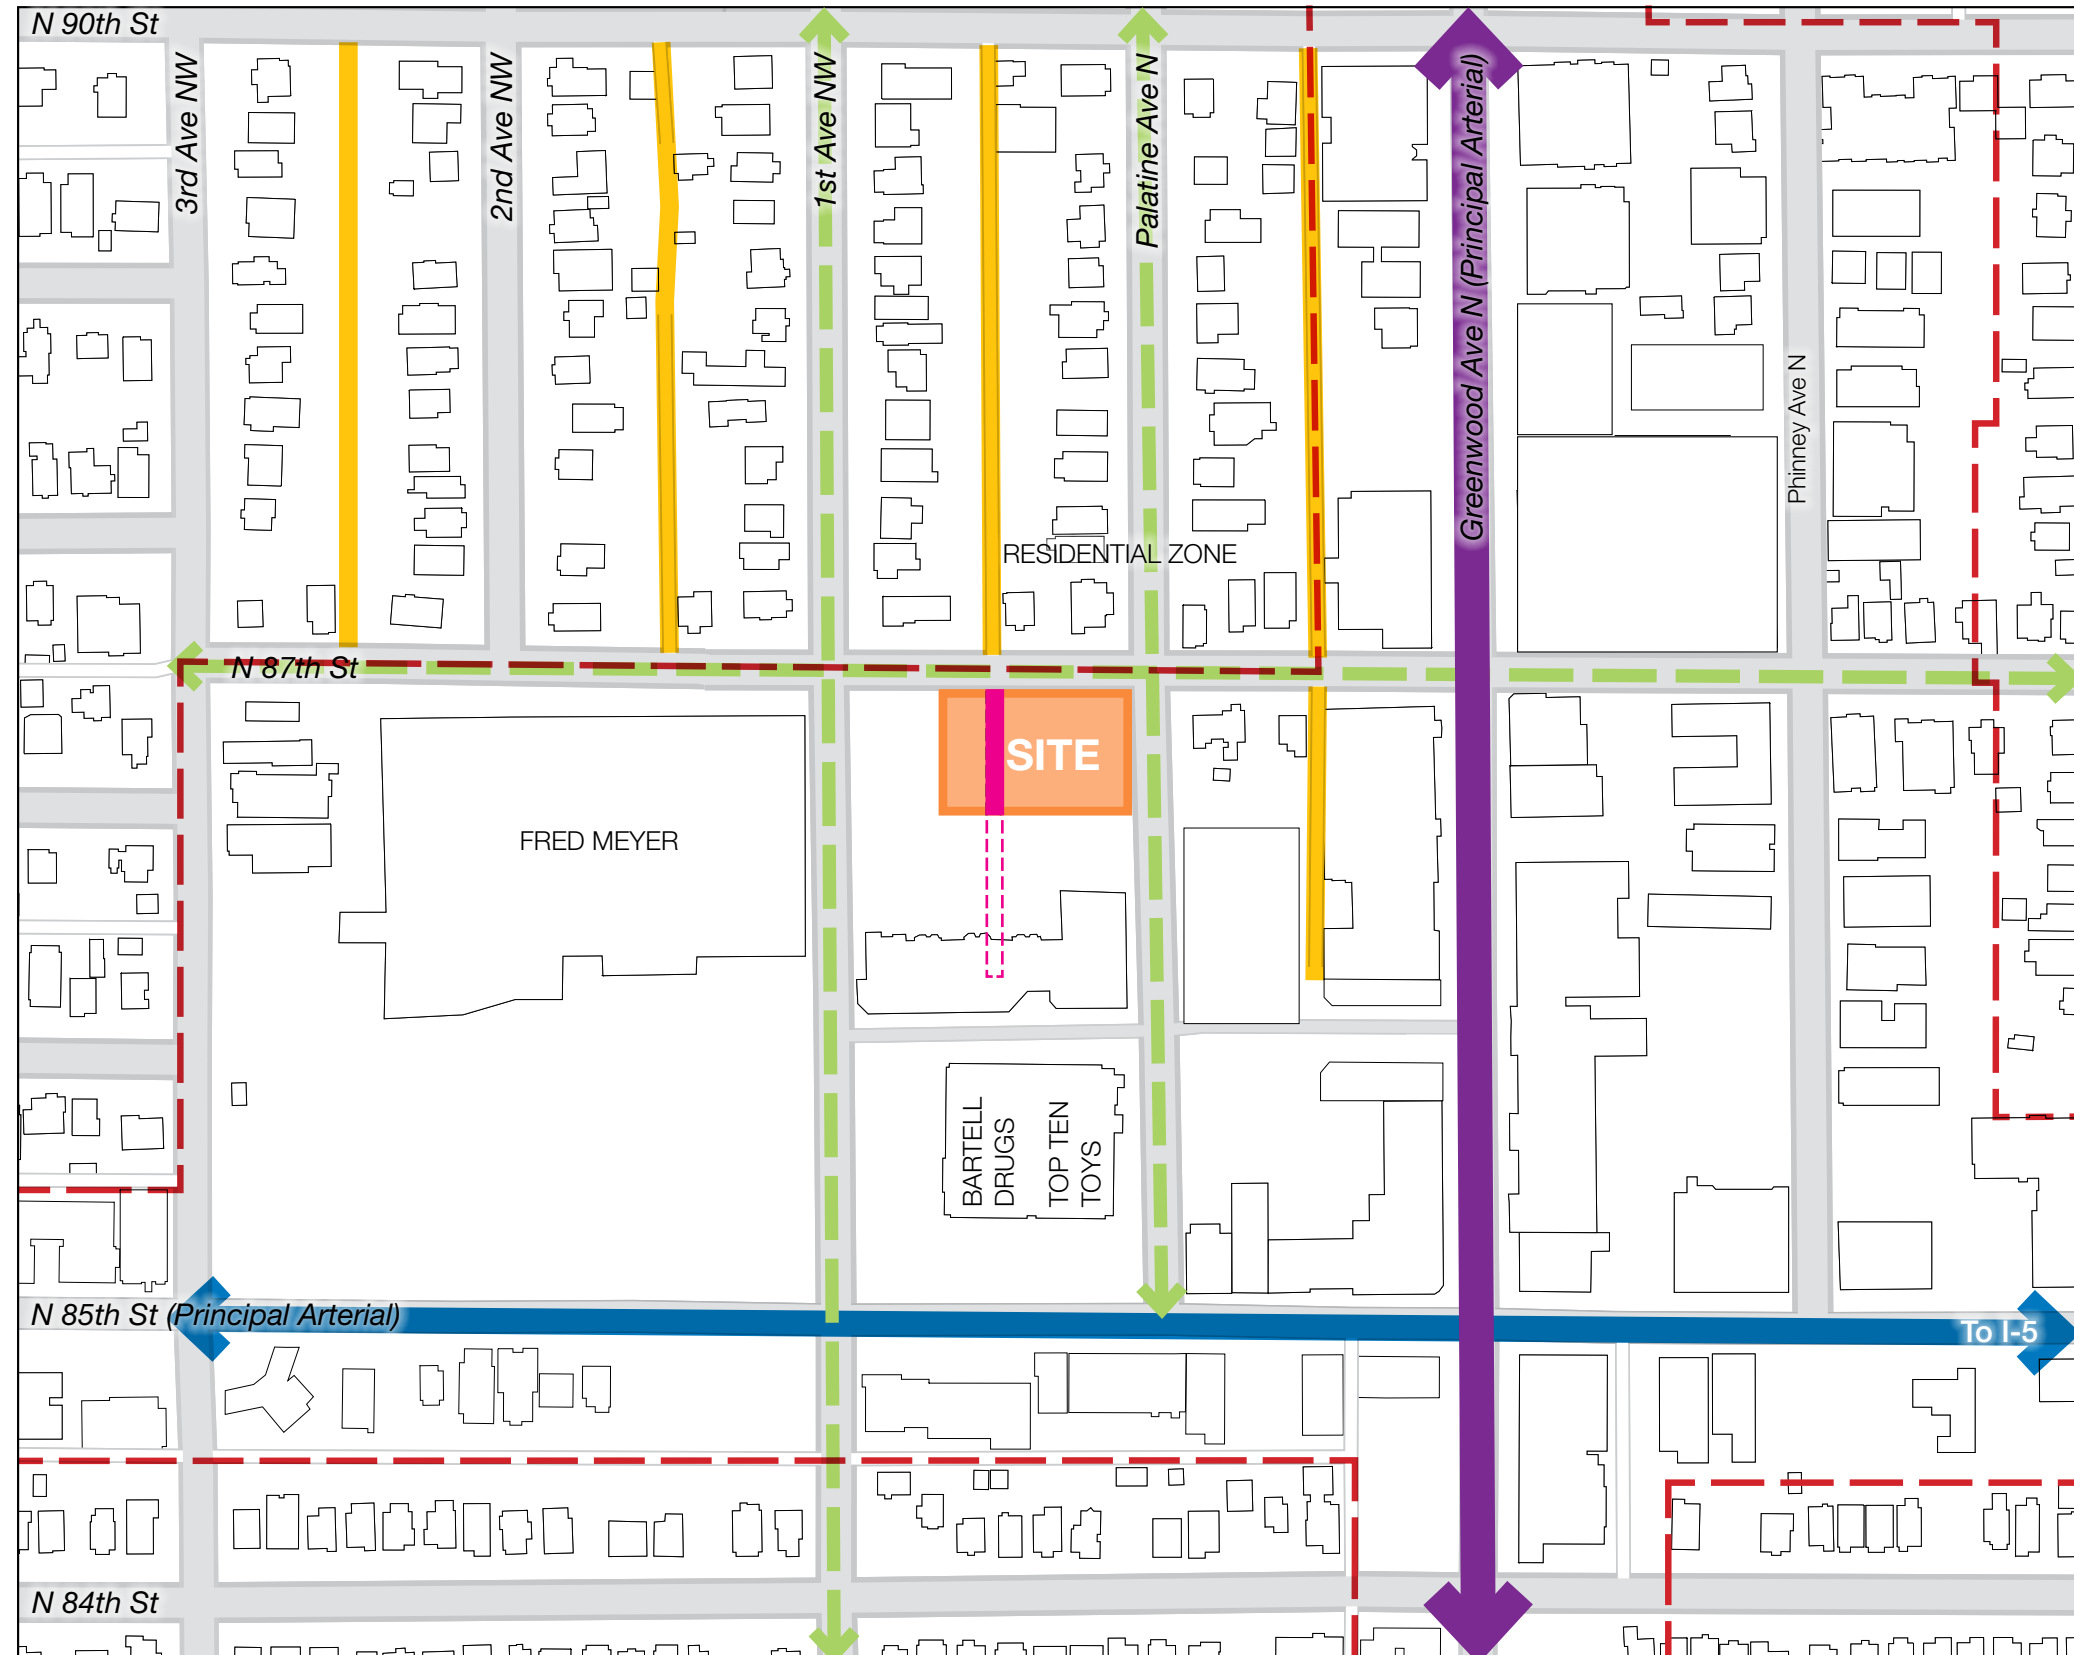 N 90th St
3rd Ave NW
2nd Ave NW
1st Ave NW
Palatine Ave N
Greenwood Ave N (Principal Arterial)
Phinney Ave N
RESIDENTIAL ZONE
N 87th St
SITE
FRED MEYER
BARTELL
DRUGS
TOP TEN
TOYS
N 85th St (Principal Arterial)
To I-5
N 84th St